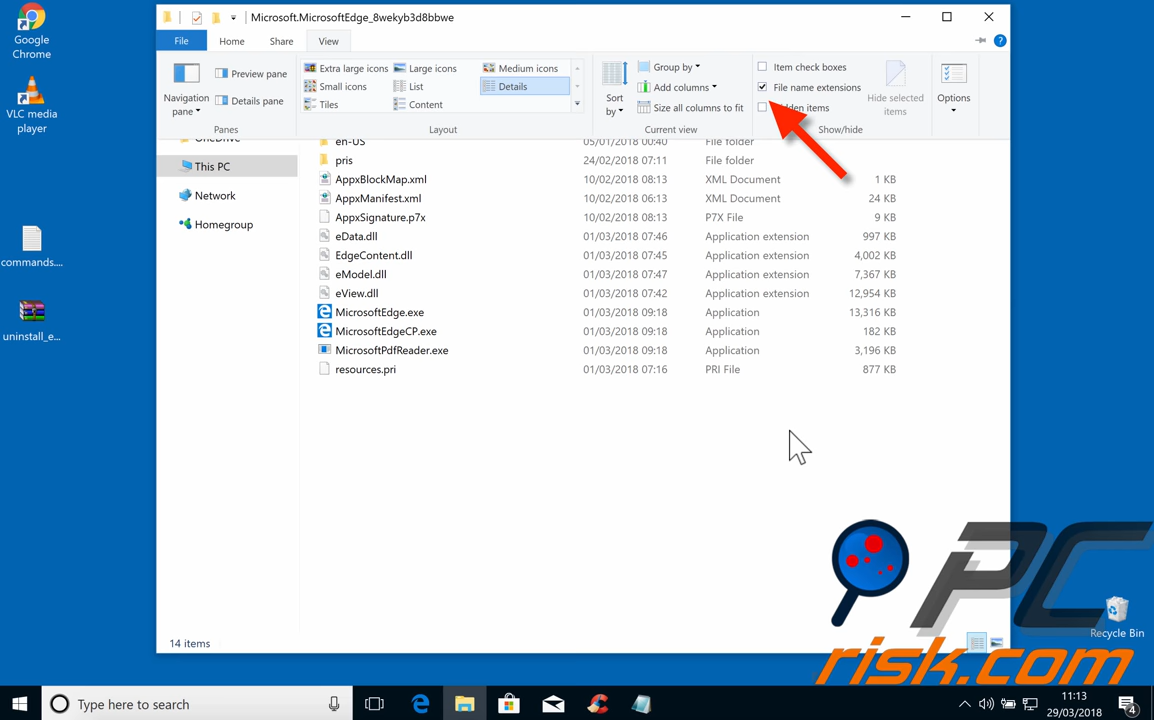 Google
Chrome
VLC media
player
commands....
uninstall_e...
Microsoft.MicrosoftEdge_8wekyb3d8bbwe
File Home Share View
Navigation
pane
Preview pane
Details pane
Panes
Extra large icons Large icons Medium icons
Small icons List Details
Tiles Content
Layout
Sort
by
Group by
Add columns
Size all columns to fit
Current view
Item check boxes
File name extensions
items
Hide selected
items
Show/hide
Options
OneDrive
This PC
Network
Homegroup
en-US 05/01/2018 00:40 File folder
pris 24/02/2018 07:11 File folder
AppxBlockMap.xml 10/02/2018 08:13 XML Document 1 KB
AppxManifest.xml 10/02/2018 06:13 XML Document 24 KB
AppxSignature.p7x 10/02/2018 08:13 P7X File 9 KB
eData.dll 01/03/2018 07:46 Application extension 997 KB
EdgeContent.dll 01/03/2018 07:45 Application extension 4,002 KB
eModel.dll 01/03/2018 07:47 Application extension 7,367 KB
eView.dll 01/03/2018 07:42 Application extension 12,954 KB
MicrosoftEdge.exe 01/03/2018 09:18 Application 13,316 KB
MicrosoftEdgeCP.exe 01/03/2018 09:18 Application 182 KB
MicrosoftPdfReader.exe 01/03/2018 09:18 Application 3,196 KB
resources.pri 01/03/2018 07:16 PRI File 877 KB
14 items
PC
risk.com
Recycle Bin
Type here to search
11:13
29/03/2018
4